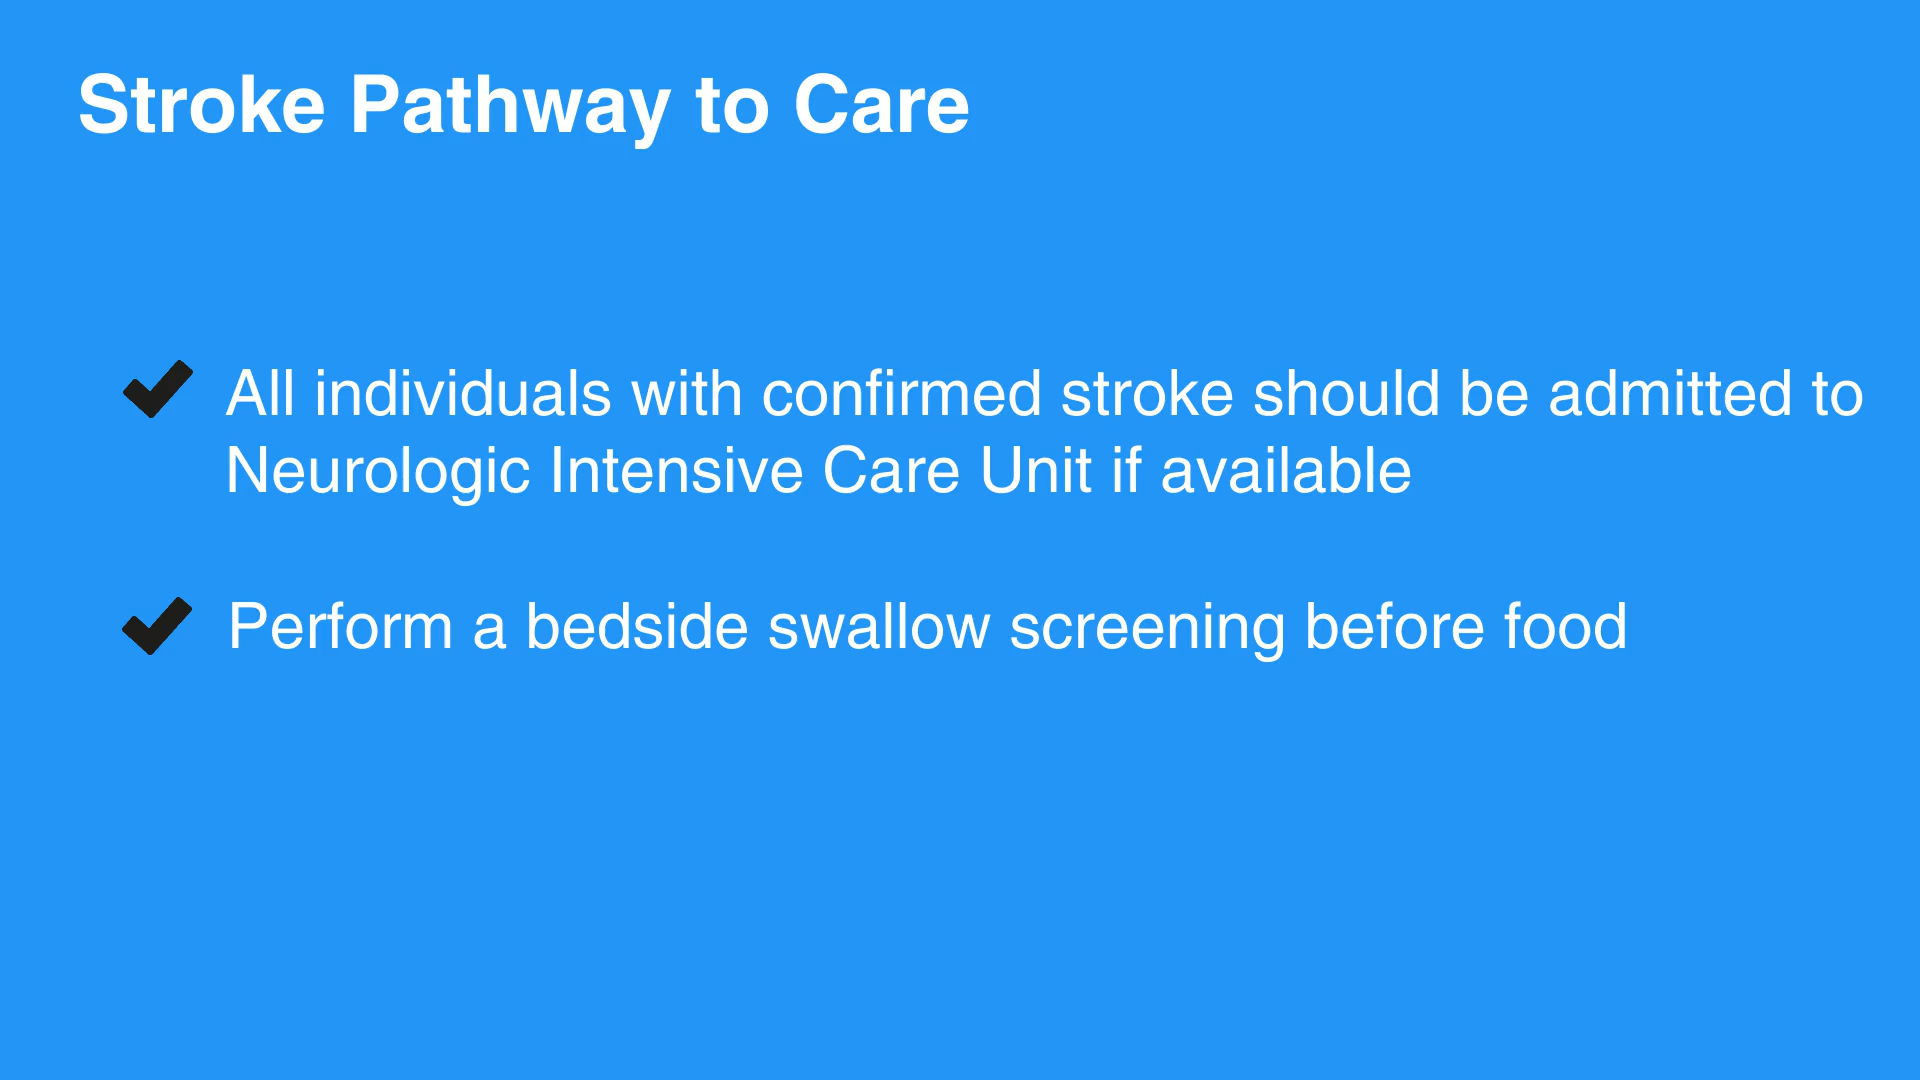 Stroke Pathway to Care
All individuals with confirmed stroke should be admitted to
Neurologic Intensive Care Unit if available
Perform a bedside swallow screening before food